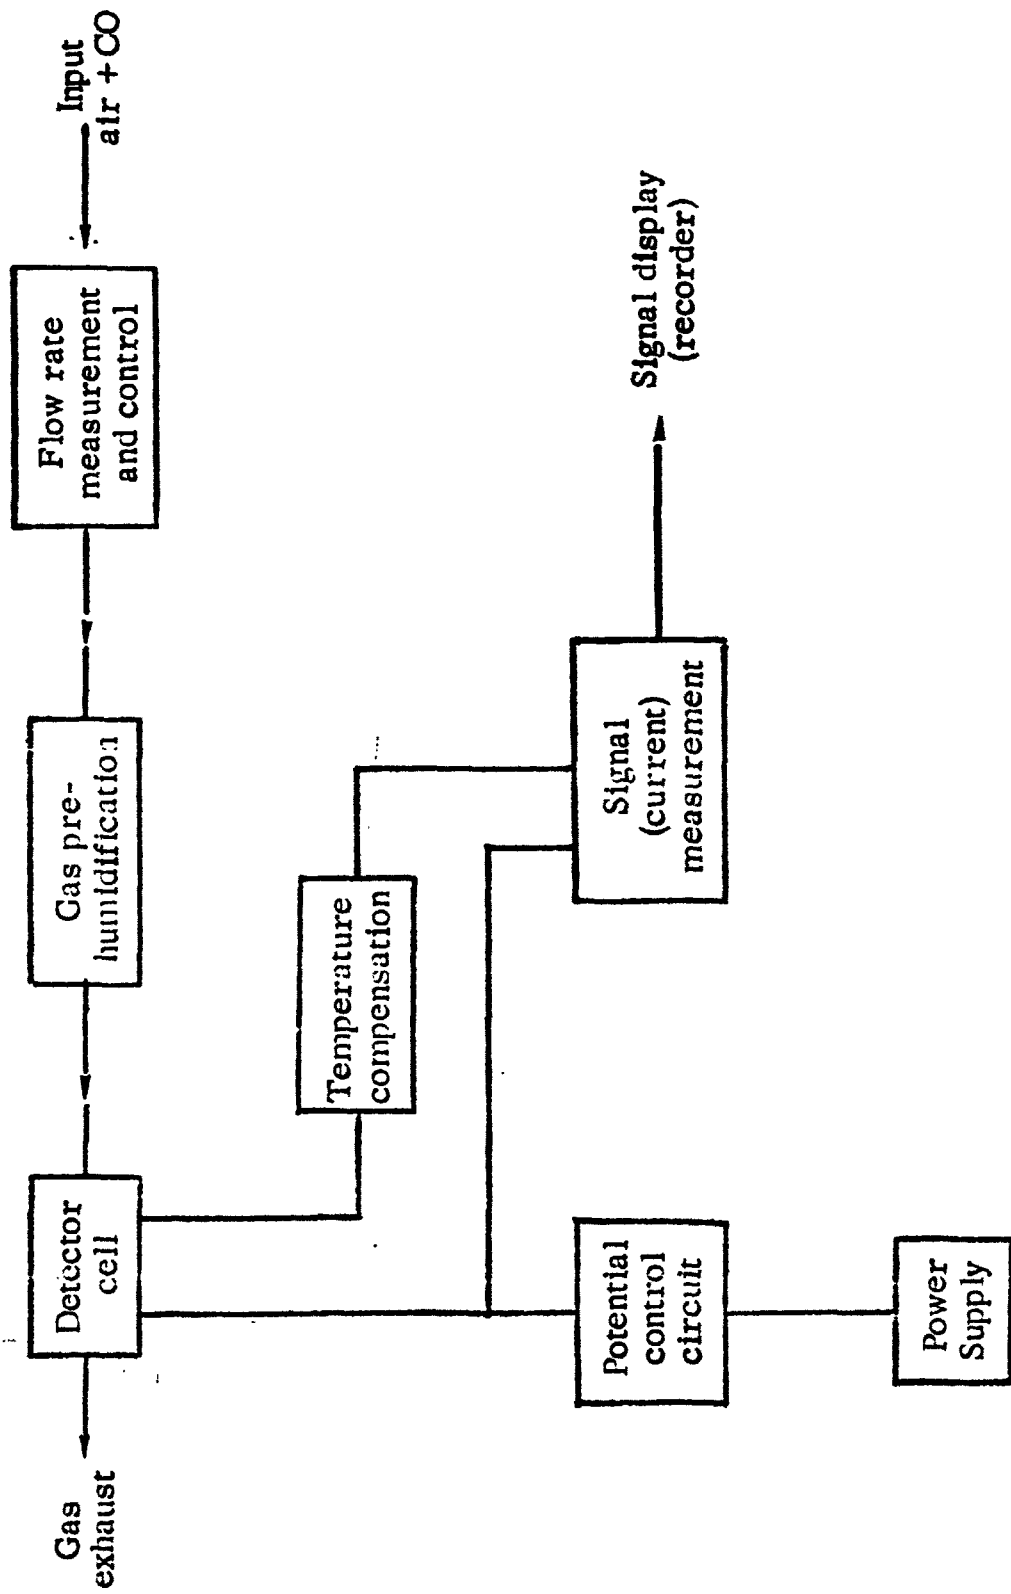 Gas
exhaust
Detector
cell
Gas pre-
humidification
Flow rate
measurement
and control
Input
air + CO
Temperature
compensation
Potential
control
circuit
Signal
(current)
measurement
Signal display
(recorder)
Power
Supply